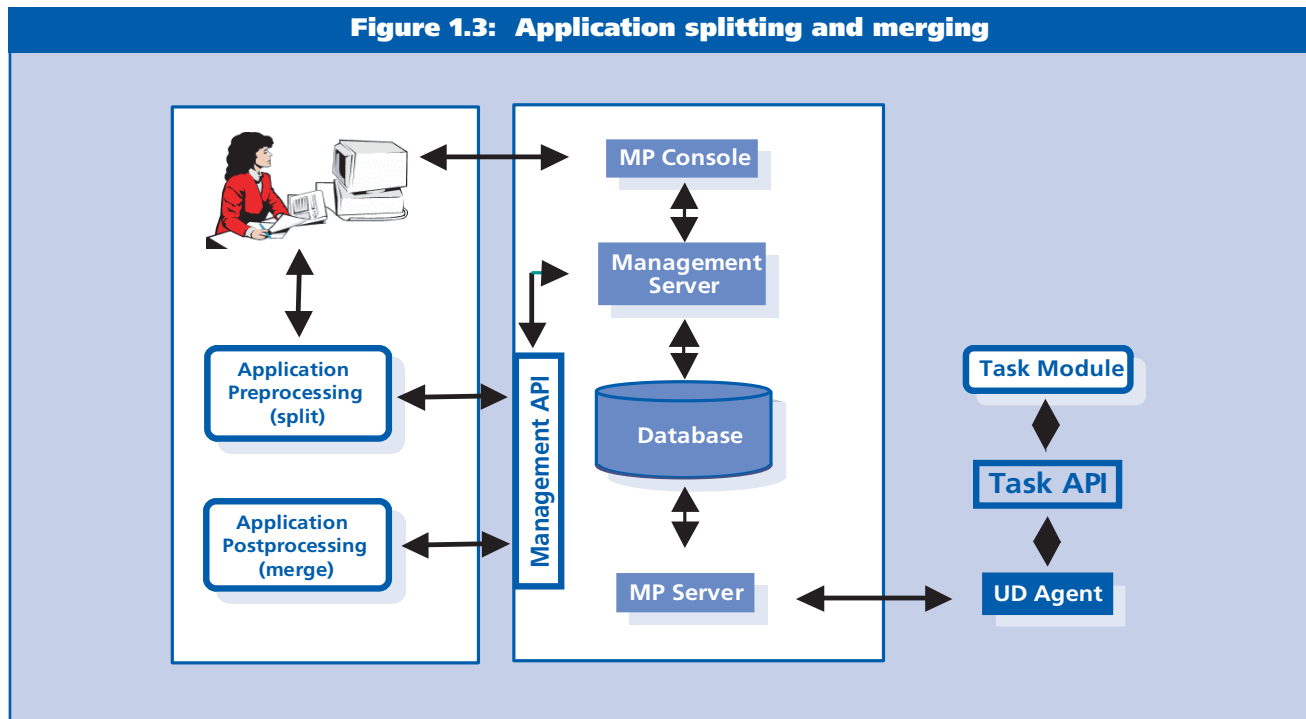 Figure 1.3: Application splitting and merging
MP Console
Management
Server
Application
Preprocessing
(split)
Management API
Database
Task Module
Task API
Application
Postprocessing
(merge)
MP Server
UD Agent